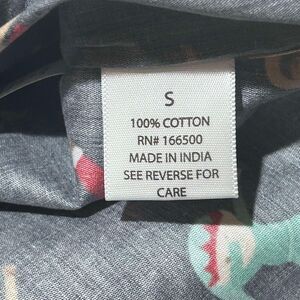 S
100% COTTON
RN# 166500
MADE IN INDIA
SEE REVERSE FOR
CARE